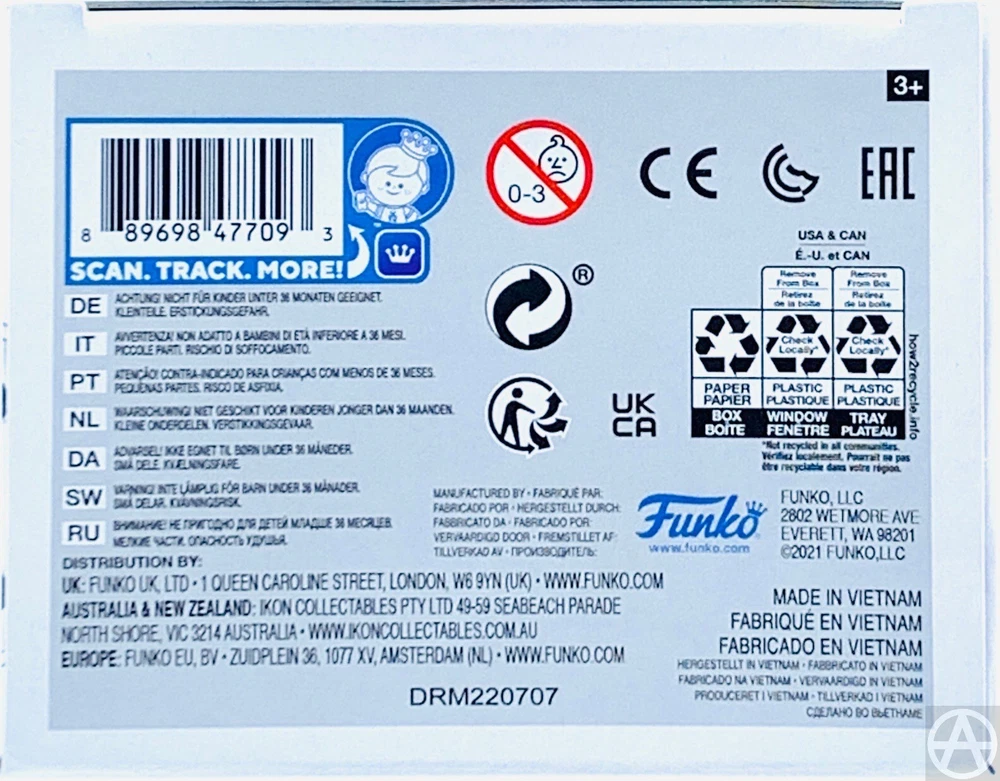 3+
8 89698 47709 3
SCAN. TRACK. MORE!
0-3
CE
EAC
®
UK
CA
USA & CAN
É.-U. et CAN
Remove From Box
Retirez de la boîte
Remove From Box
Retirez de la boîte
Check Locally*
Check Locally*
PAPER
PAPIER
BOX
BOÎTE
PLASTIC
PLASTIQUE
WINDOW
FENÊTRE
PLASTIC
PLASTIQUE
TRAY
PLATEAU
how2recycle.info
*Not recycled in all communities.
Vérifiez localement. Pourrait ne pas
être recyclable dans votre région.
DE ACHTUNG! NICHT FÜR KINDER UNTER 36 MONATEN GEEIGNET.
KLEINTEILE. ERSTICKUNGSGEFAHR.
IT AVVERTENZA! NON ADATTO A BAMBINI DI ETÀ INFERIORE A 36 MESI.
PICCOLE PARTI. RISCHIO DI SOFFOCAMENTO.
PT ATENÇÃO! CONTRA-INDICADO PARA CRIANÇAS COM MENOS DE 36 MESES.
PEQUENAS PARTES. RISCO DE ASFIXIA.
NL WAARSCHUWING! NIET GESCHIKT VOOR KINDEREN JONGER DAN 36 MAANDEN.
KLEINE ONDERDELEN. VERSTIKKINGSGEVAAR.
DA ADVARSEL! IKKE EGNET TIL BØRN UNDER 36 MÅNEDER.
SMÅ DELE. KVÆLNINGSFARE.
SW VARNING! INTE LÄMPLIG FÖR BARN UNDER 36 MÅNADER.
SMÅ DELAR. KVÄVNINGSRISK.
RU ВНИМАНИЕ! НЕ ПРИГОДНО ДЛЯ ДЕТЕЙ МЛАДШЕ 36 МЕСЯЦЕВ.
МЕЛКИЕ ЧАСТИ. ОПАСНОСТЬ УДУШЬЯ.
MANUFACTURED BY • FABRIQUÉ PAR:
FABRICADO POR • HERGESTELLT DURCH:
FABBRICATO DA • FABRICADO POR:
VERVAARDIGD DOOR • FREMSTILLET AF:
TILLVERKAD AV • ПРОИЗВОДИТЕЛЬ:
Funko
www.funko.com
FUNKO, LLC
2802 WETMORE AVE
EVERETT, WA 98201
©2021 FUNKO,LLC
DISTRIBUTION BY:
UK: FUNKO UK, LTD • 1 QUEEN CAROLINE STREET, LONDON, W6 9YN (UK) • WWW.FUNKO.COM
AUSTRALIA & NEW ZEALAND: IKON COLLECTABLES PTY LTD 49-59 SEABEACH PARADE
NORTH SHORE, VIC 3214 AUSTRALIA • WWW.IKONCOLLECTABLES.COM.AU
EUROPE: FUNKO EU, BV • ZUIDPLEIN 36, 1077 XV, AMSTERDAM (NL) • WWW.FUNKO.COM
DRM220707
MADE IN VIETNAM
FABRIQUÉ EN VIETNAM
FABRICADO EN VIETNAM
HERGESTELLT IN VIETNAM • FABBRICATO IN VIETNAM
FABRICADO NA VIETNAM • VERVAARDIGD IN VIETNAM
PRODUCERET I VIETNAM • TILLVERKAD I VIETNAM
СДЕЛАНО ВО ВЬЕТНАМЕ